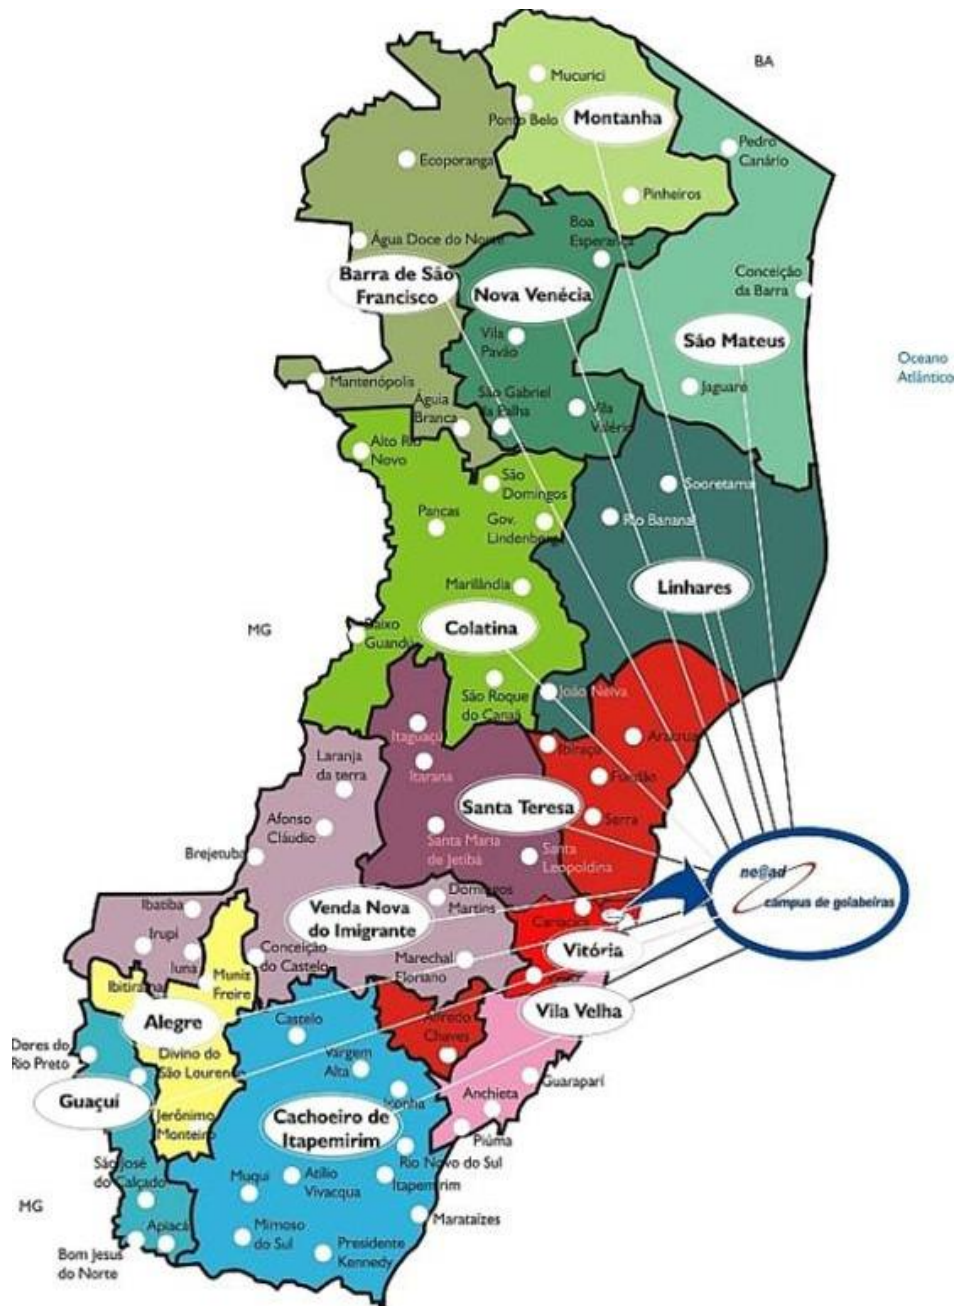 BA
Mucurici
Ponto Belo
Montanha
Pedro
Canário
Ecoporanga
Pinheiros
Água Doce do Norte
Boa
Esperança
Barra de São
Francisco
Nova Venécia
Conceição
da Barra
São Mateus
Vila
Pavão
Oceano
Atlântico
Mantenópolis
Jaguaré
Águia
Branca
São Gabriel
da Palha
Vila
Valério
Alto Rio
Novo
São
Domingos
Sooretama
Pancas
Gov.
Lindenberg
Rio Bananal
Marilândia
Linhares
MG
Baixo
Guandú
Colatina
São Roque
do Canaã
João Neiva
Itaguaçú
Aracruz
Ibiraçú
Laranja
da terra
Itarana
Fundão
Santa Teresa
Serra
Afonso
Cláudio
Santa Maria
de Jetibá
Santa
Leopoldina
Brejetuba
ne@ad
campus de goiabeiras
Ibatiba
Venda Nova
do Imigrante
Domingos
Martins
Irupi
Iuna
Conceição
do Castelo
Marechal
Floriano
Vitória
Ibitirama
Muniz
Freire
Alegre
Castelo
Alfredo
Chaves
Vila Velha
Dores do
Rio Preto
Divino do
São Lourenço
Vargem
Alta
Guaçuí
Iconha
Anchieta
Guaraparí
Jerônimo
Monteiro
Cachoeiro de
Itapemirim
Piúma
Rio Novo do Sul
São José
do Calçado
Muqui
Atílio
Vivacqua
Itapemirim
MG
Apiacá
Marataízes
Mimoso
do Sul
Presidente
Kennedy
Bom Jesus
do Norte